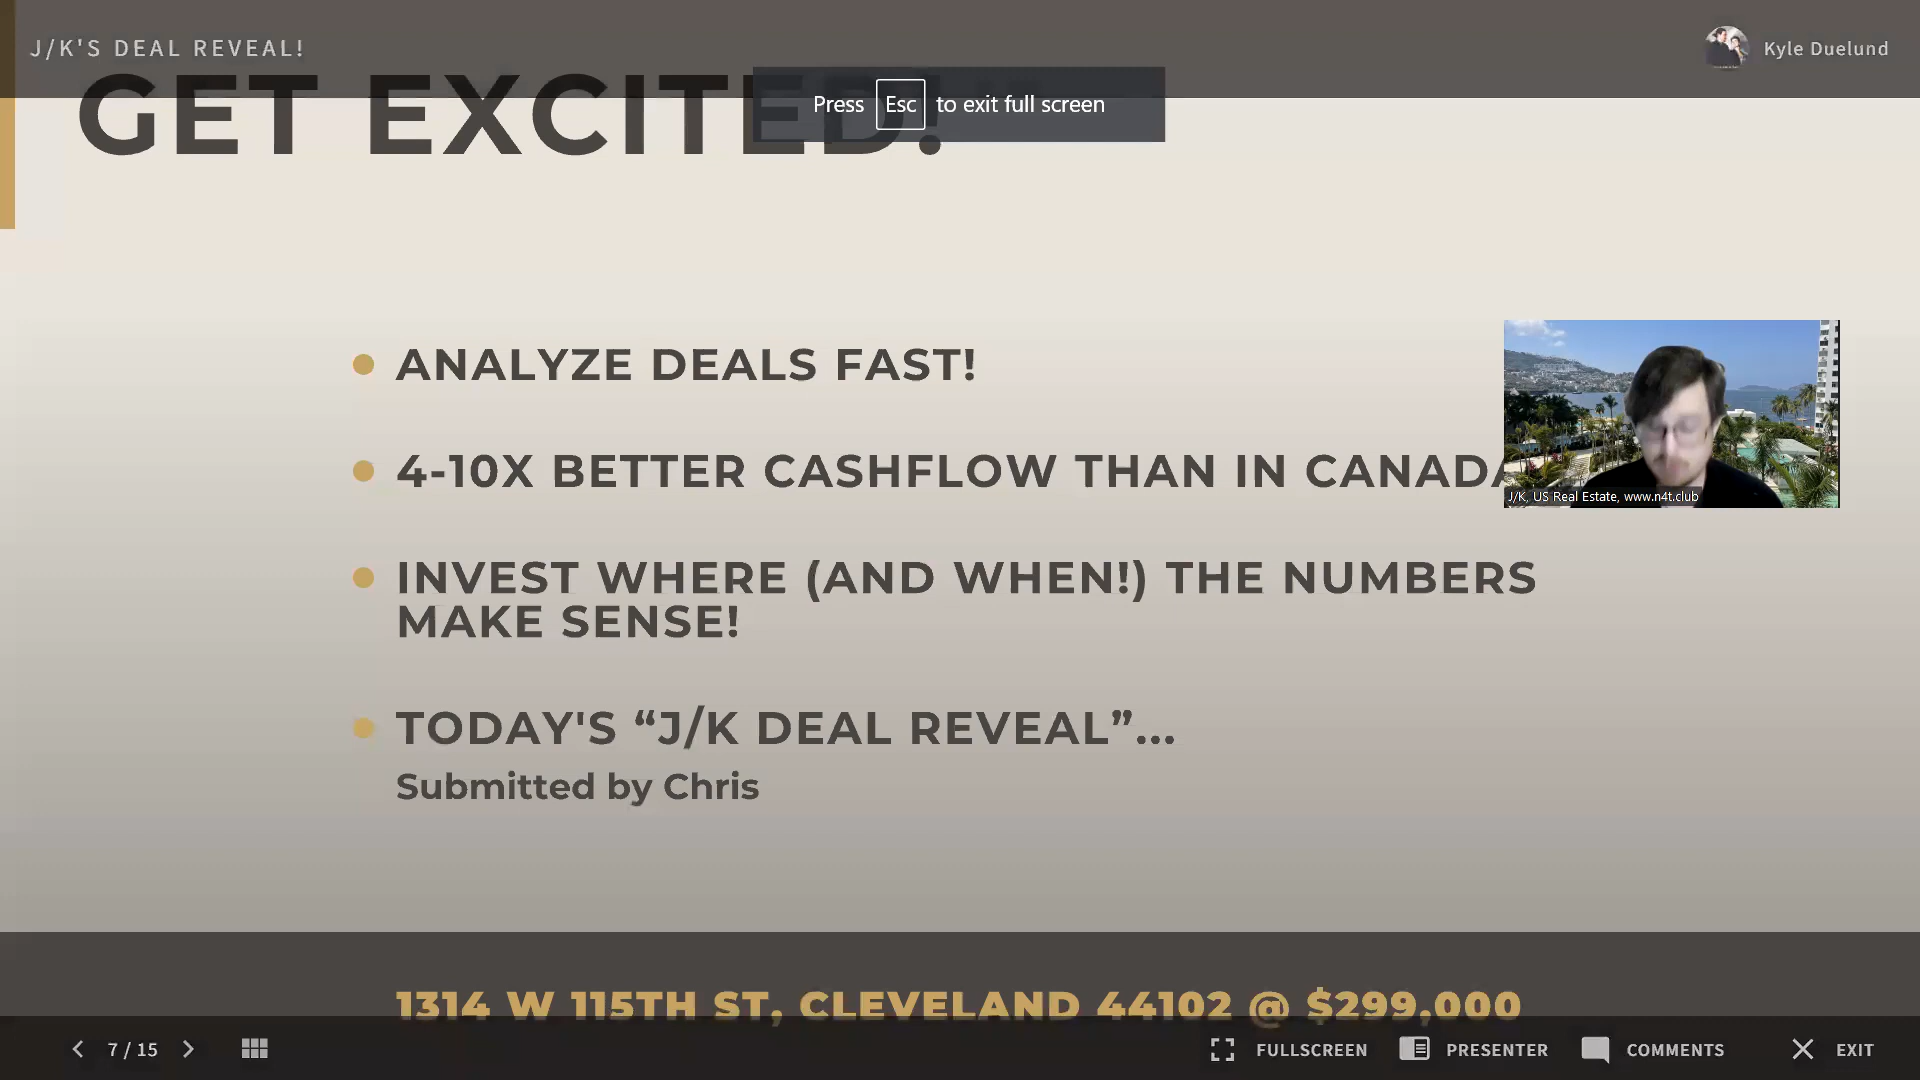 J/K'S DEAL REVEAL!
Kyle Duelund
GET EXCITED!
Press Esc to exit full screen
ANALYZE DEALS FAST!
4-10X BETTER CASHFLOW THAN IN CANADA
J/K, US Real Estate, www.n4t.club
INVEST WHERE (AND WHEN!) THE NUMBERS
MAKE SENSE!
TODAY'S “J/K DEAL REVEAL”...
Submitted by Chris
1314 W 115TH ST, CLEVELAND 44102 @ $299,000
7 / 15
FULLSCREEN
PRESENTER
COMMENTS
EXIT